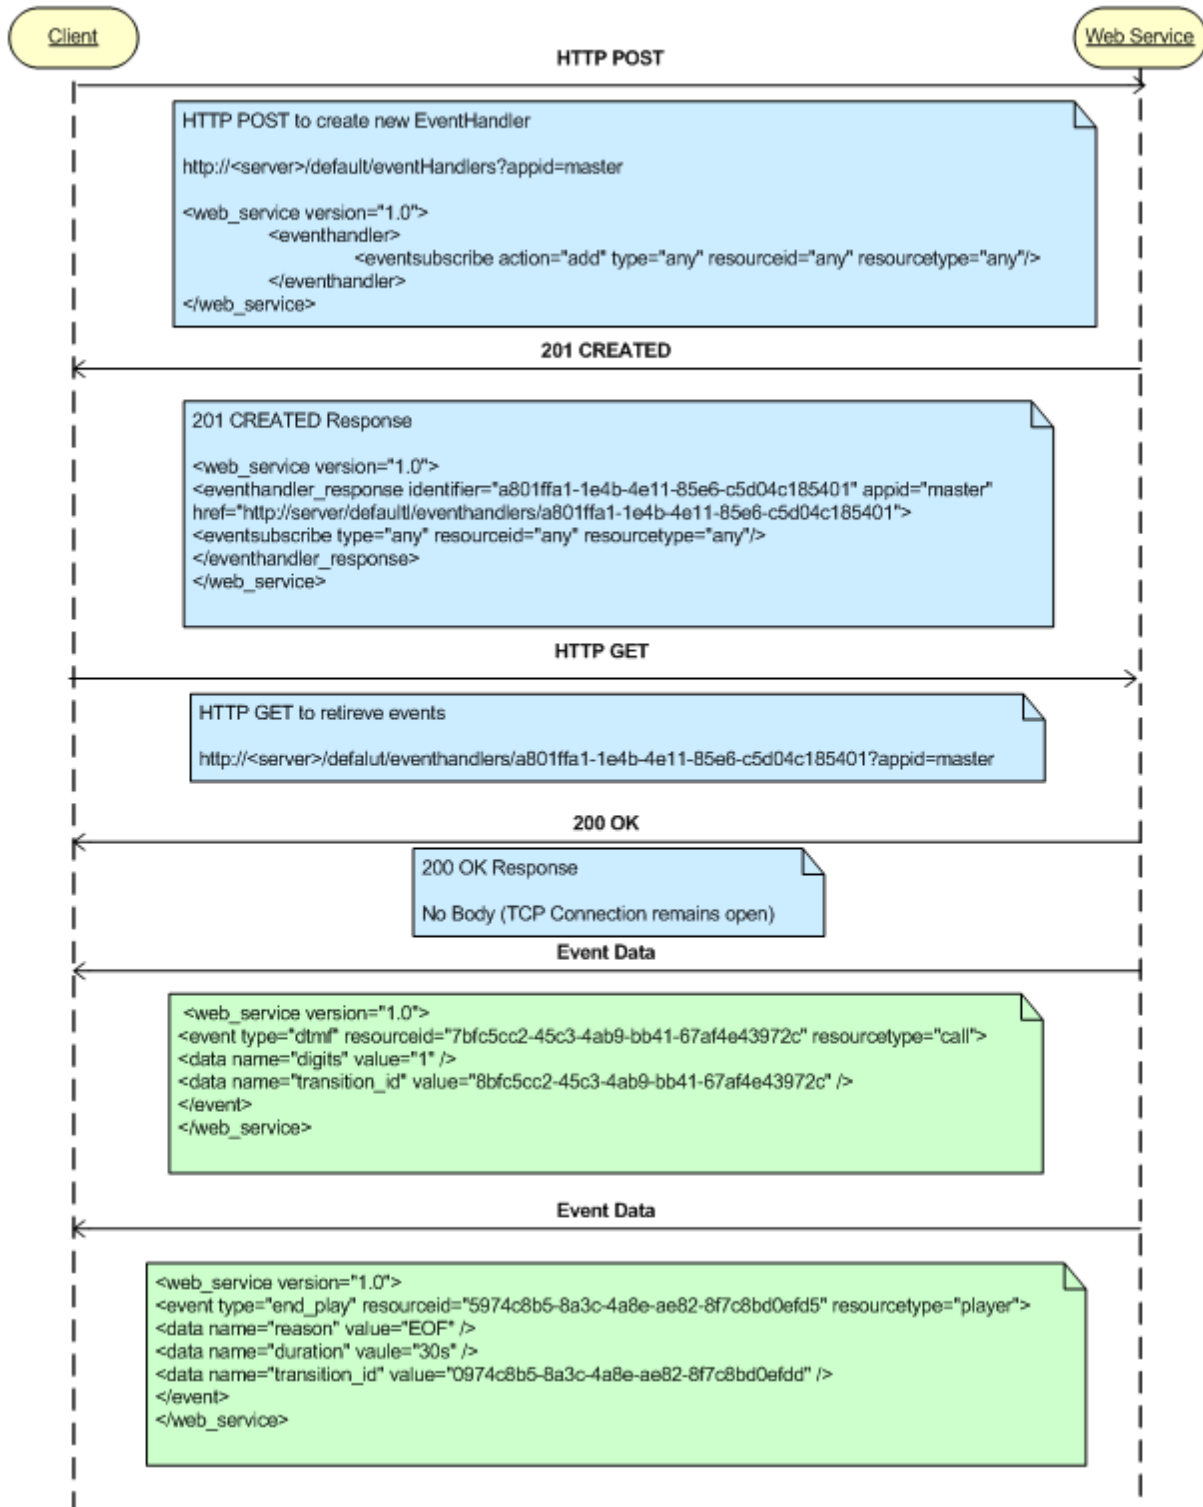 Client
Web Service
HTTP POST
HTTP POST to create new EventHandler
http://<server>/default/eventHandlers?appid=master
<web_service version="1.0">
<eventhandler>
<eventsubscribe action="add" type="any" resourceid="any" resourcetype="any"/>
</eventhandler>
</web_service>
201 CREATED
201 CREATED Response
<web_service version="1.0">
<eventhandler_response identifier="a801ffa1-1e4b-4e11-85e6-c5d04c185401" appid="master"
href="http://server/defaultl/eventhandlers/a801ffa1-1e4b-4e11-85e6-c5d04c185401">
<eventsubscribe type="any" resourceid="any" resourcetype="any"/>
</eventhandler_response>
</web_service>
HTTP GET
HTTP GET to retireve events
http://<server>/defalut/eventhandlers/a801ffa1-1e4b-4e11-85e6-c5d04c185401?appid=master
200 OK
200 OK Response
No Body (TCP Connection remains open)
Event Data
<web_service version="1.0">
<event type="dtmf" resourceid="7bfc5cc2-45c3-4ab9-bb41-67af4e43972c" resourcetype="call">
<data name="digits" value="1" />
<data name="transition_id" value="8bfc5cc2-45c3-4ab9-bb41-67af4e43972c" />
</event>
</web_service>
Event Data
<web_service version="1.0">
<event type="end_play" resourceid="5974c8b5-8a3c-4a8e-ae82-8f7c8bd0efd5" resourcetype="player">
<data name="reason" value="EOF" />
<data name="duration" vaule="30s" />
<data name="transition_id" value="0974c8b5-8a3c-4a8e-ae82-8f7c8bd0efdd" />
</event>
</web_service>